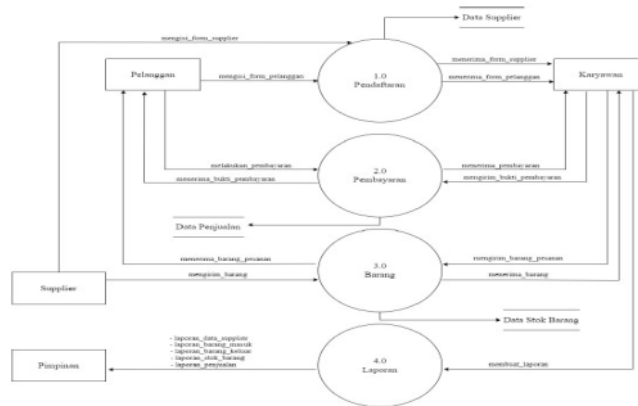 Data Supplier
mengisi_form_supplier
menerima_form_supplier
Pelanggan
mengisi_form_pelanggan
1.0
Pendaftaran
menerima_form_pelanggan
Karyawan
melakukan_pembayaran
2.0
menerima_pembayaran
menerima_bukti_pembayaran
Pembayaran
mengirim_bukti_pembayaran
Data Penjualan
menerima_barang_pesanan
3.0
mengirim_barang_pesanan
Supplier
mengirim_barang
Barang
menerima_barang
Data Stok Barang
- laporan_data_supplier
- laporan_barang_masuk
- laporan_barang_keluar
- laporan_stok_barang
- laporan_penjualan
Pimpinan
4.0
Laporan
membuat_laporan